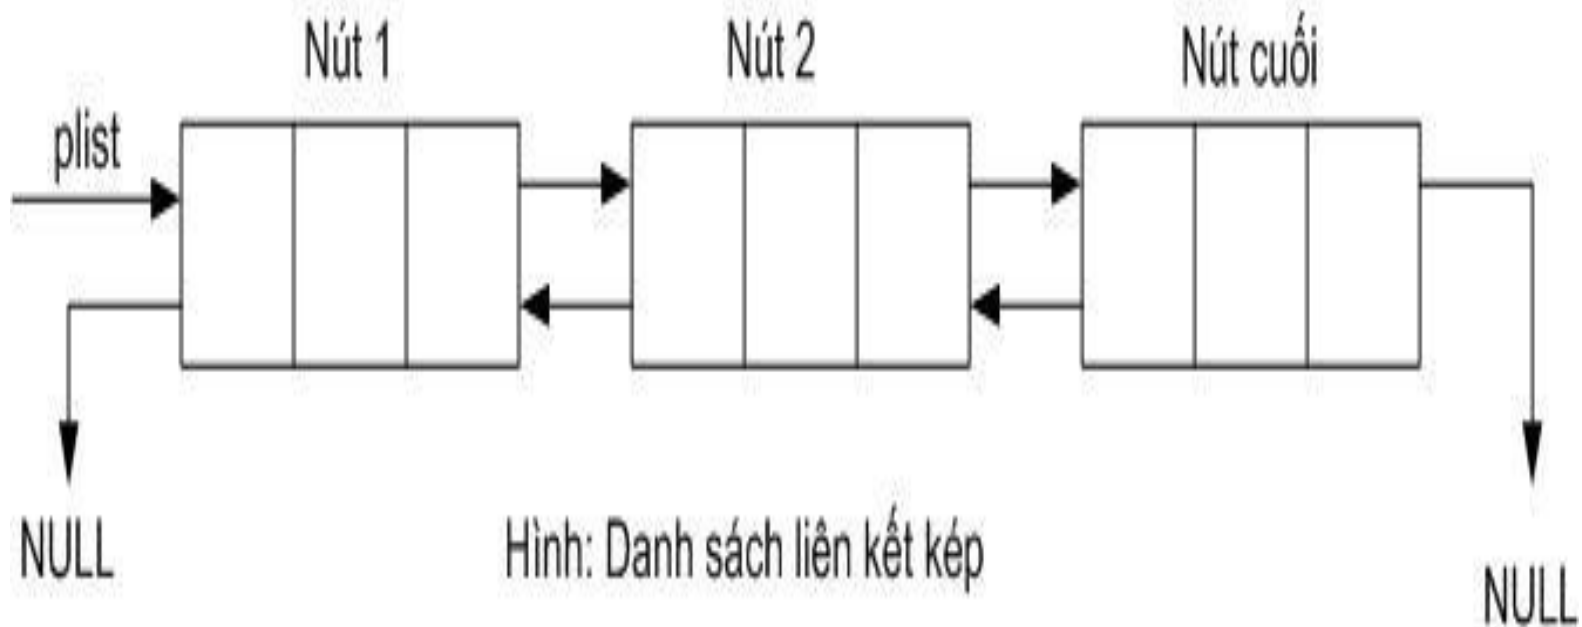 Nút 1
Nút 2
Nút cuối
plist
NULL
Hình: Danh sách liên kết kép
NULL